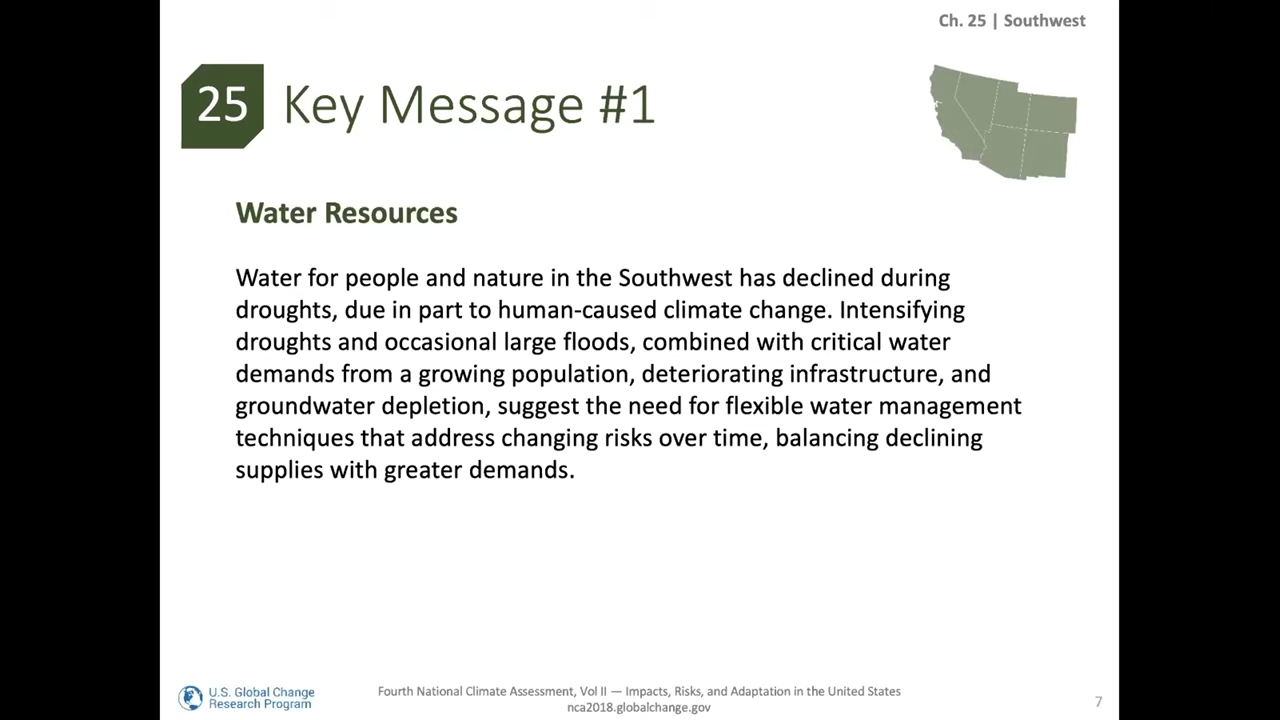 Ch. 25 | Southwest
25 Key Message #1
Water Resources
Water for people and nature in the Southwest has declined during
droughts, due in part to human-caused climate change. Intensifying
droughts and occasional large floods, combined with critical water
demands from a growing population, deteriorating infrastructure, and
groundwater depletion, suggest the need for flexible water management
techniques that address changing risks over time, balancing declining
supplies with greater demands.
U.S. Global Change
Research Program
Fourth National Climate Assessment, Vol II — Impacts, Risks, and Adaptation in the United States
nca2018.globalchange.gov
7